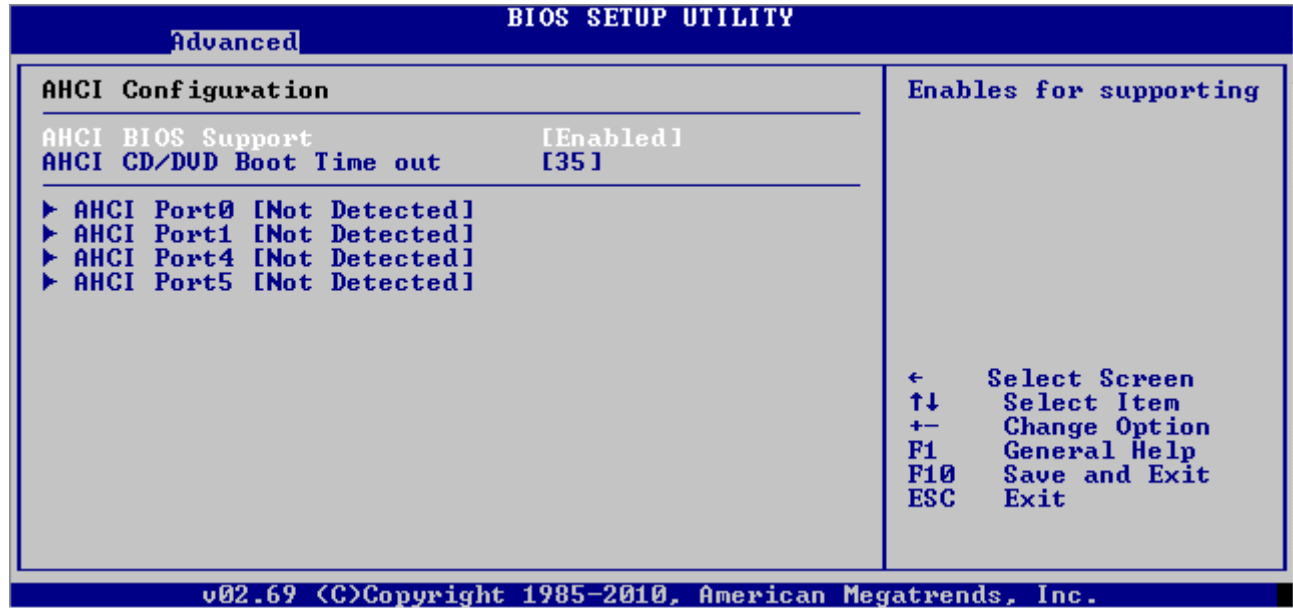 BIOS SETUP UTILITY
Advanced
AHCI Configuration
AHCI BIOS Support [Enabled]
AHCI CD/DVD Boot Time out [35]
► AHCI Port0 [Not Detected]
► AHCI Port1 [Not Detected]
► AHCI Port4 [Not Detected]
► AHCI Port5 [Not Detected]
Enables for supporting
← Select Screen
↑↓ Select Item
+- Change Option
F1 General Help
F10 Save and Exit
ESC Exit
v02.69 (C)Copyright 1985-2010, American Megatrends, Inc.